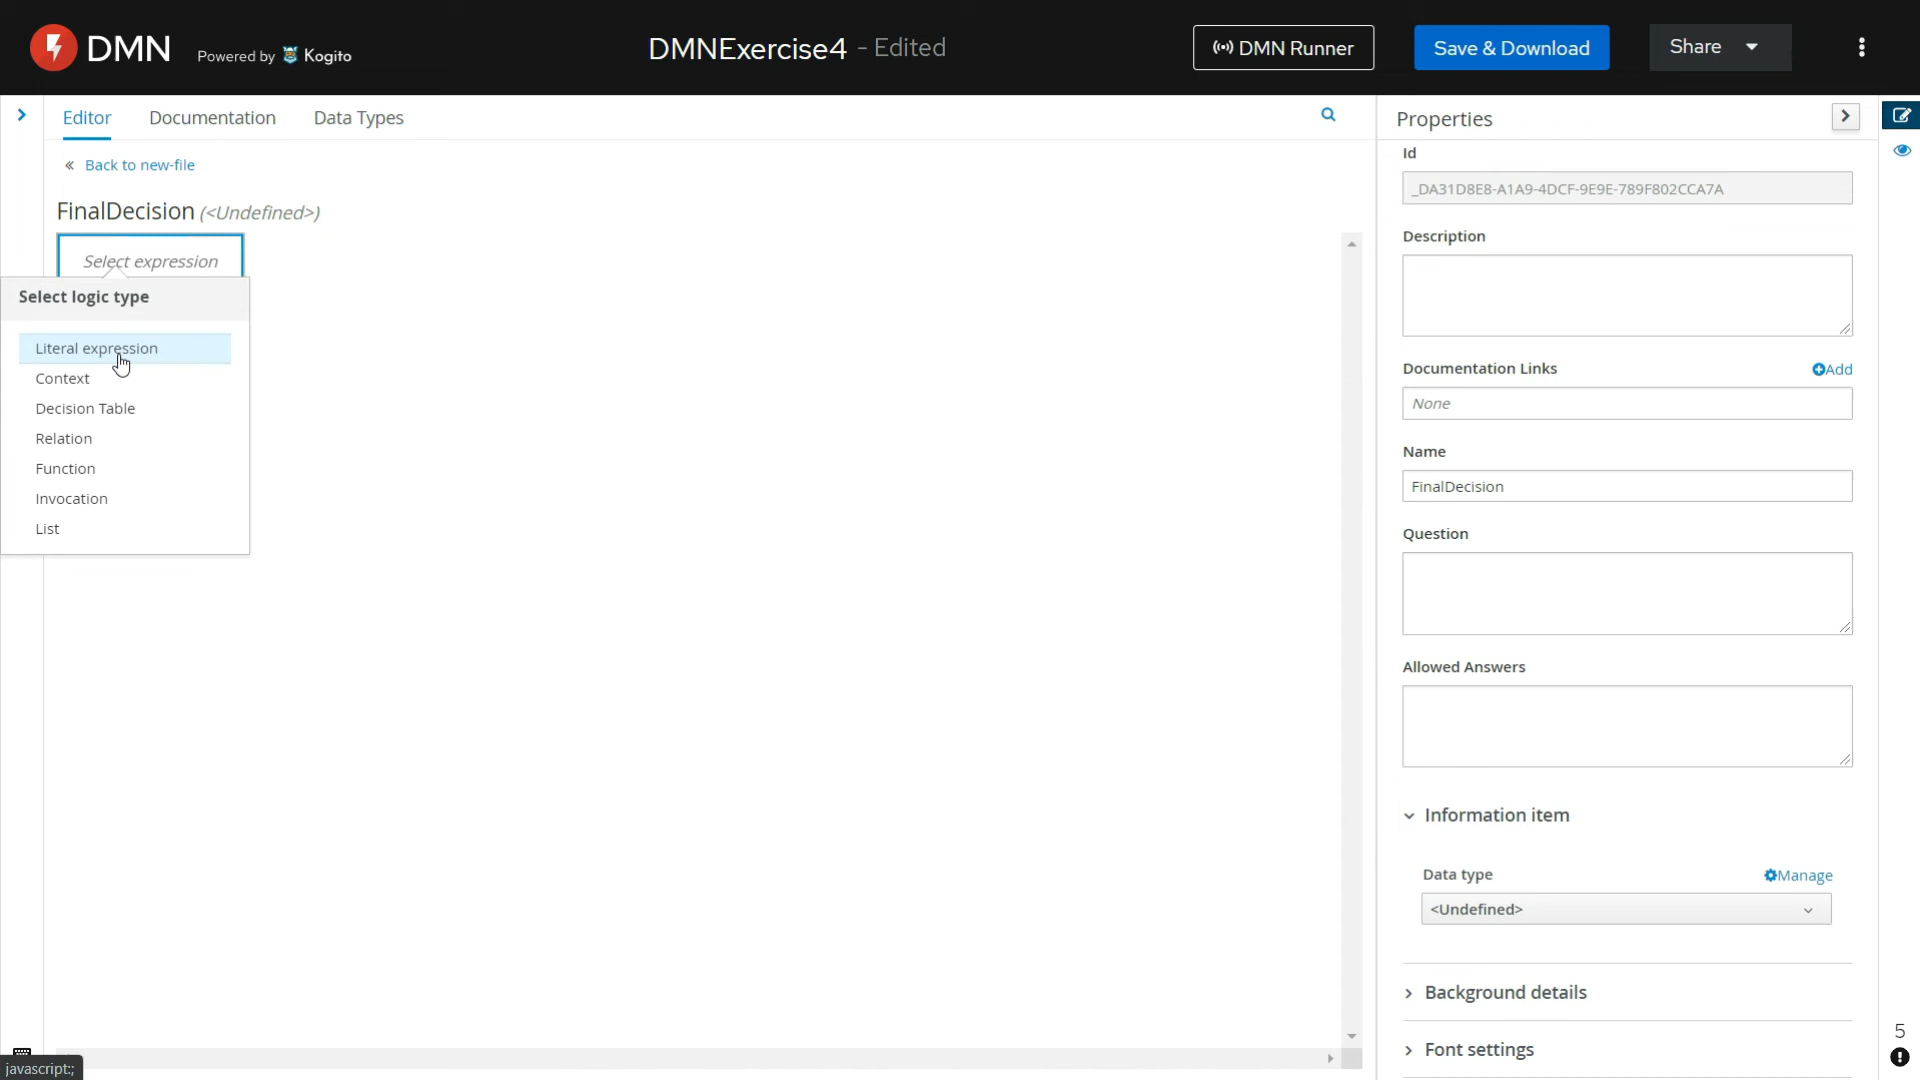 DMN Powered by Kogito
DMNExercise4 - Edited
DMN Runner
Save & Download
Share
Editor
Documentation
Data Types
Properties
« Back to new-file
Id
_DA31D8E8-A1A9-4DCF-9E9E-789F802CCA7A
FinalDecision (<Undefined>)
Select expression
Description
Select logic type
Literal expression
Context
Decision Table
Relation
Function
Invocation
List
Documentation Links
Add
None
Name
FinalDecision
Question
Allowed Answers
Information item
Data type
Manage
<Undefined>
Background details
Font settings
5
javascript:;